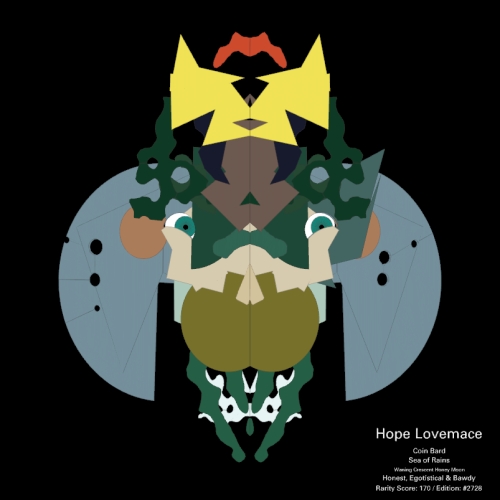 Hope Lovemace
Coin Bard
Sea of Rains
Waxing Crescent Honey Moon
Honest, Egotistical & Bawdy
Rarity Score: 170 / Edition: #2728